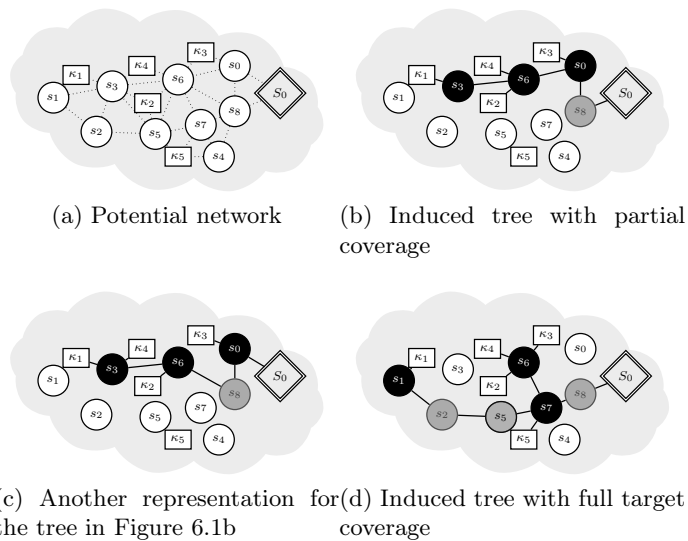 κ3
κ4
s0
κ1
s6
s3
S0
s1
κ2
s8
s7
s2
s5
κ5
s4
κ3
κ4
s0
κ1
s6
s3
S0
s1
κ2
s8
s7
s2
s5
κ5
s4
(a) Potential network
(b) Induced tree with partial
coverage
κ3
κ4
s0
κ1
s6
s3
S0
s1
κ2
s8
s7
s2
s5
κ5
s4
κ3
κ4
s0
κ1
s6
s3
S0
s1
κ2
s8
s7
s2
s5
κ5
s4
(c) Another representation for
the tree in Figure 6.1b
(d) Induced tree with full target
coverage